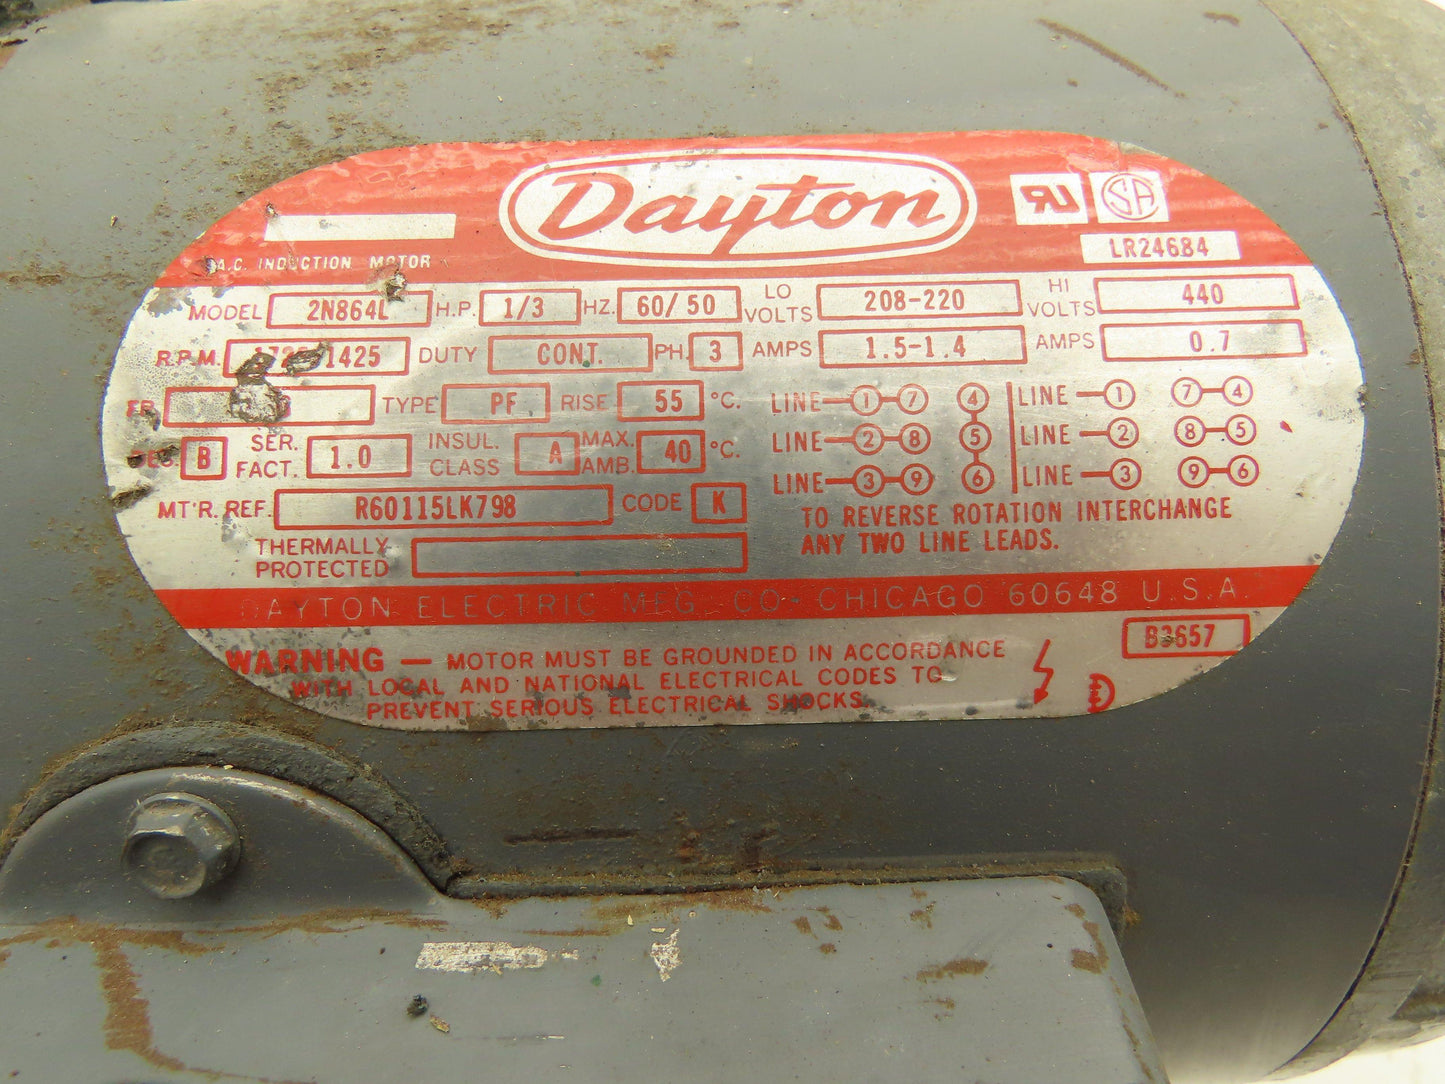 Dayton
LR24684
A.C. INDUCTION MOTOR
MODEL 2N864L H.P. 1/3 HZ. 60/50 LO VOLTS 208-220 HI VOLTS 440
R.P.M. 1425 DUTY CONT. PH. 3 AMPS 1.5-1.4 AMPS 0.7
FR. TYPE PF RISE 55 °C.
B SER. FACT. 1.0 INSUL. CLASS A MAX. AMB. 40 °C.
MT'R. REF. R60115LK798 CODE K
THERMALLY PROTECTED
LINE 1 7 4
LINE 2 8 5
LINE 3 9 6
LINE 1 7 4
LINE 2 8 5
LINE 3 9 6
TO REVERSE ROTATION INTERCHANGE
ANY TWO LINE LEADS.
DAYTON ELECTRIC MFG. CO. CHICAGO 60648 U.S.A.
B3657
WARNING — MOTOR MUST BE GROUNDED IN ACCORDANCE
WITH LOCAL AND NATIONAL ELECTRICAL CODES TO
PREVENT SERIOUS ELECTRICAL SHOCKS.